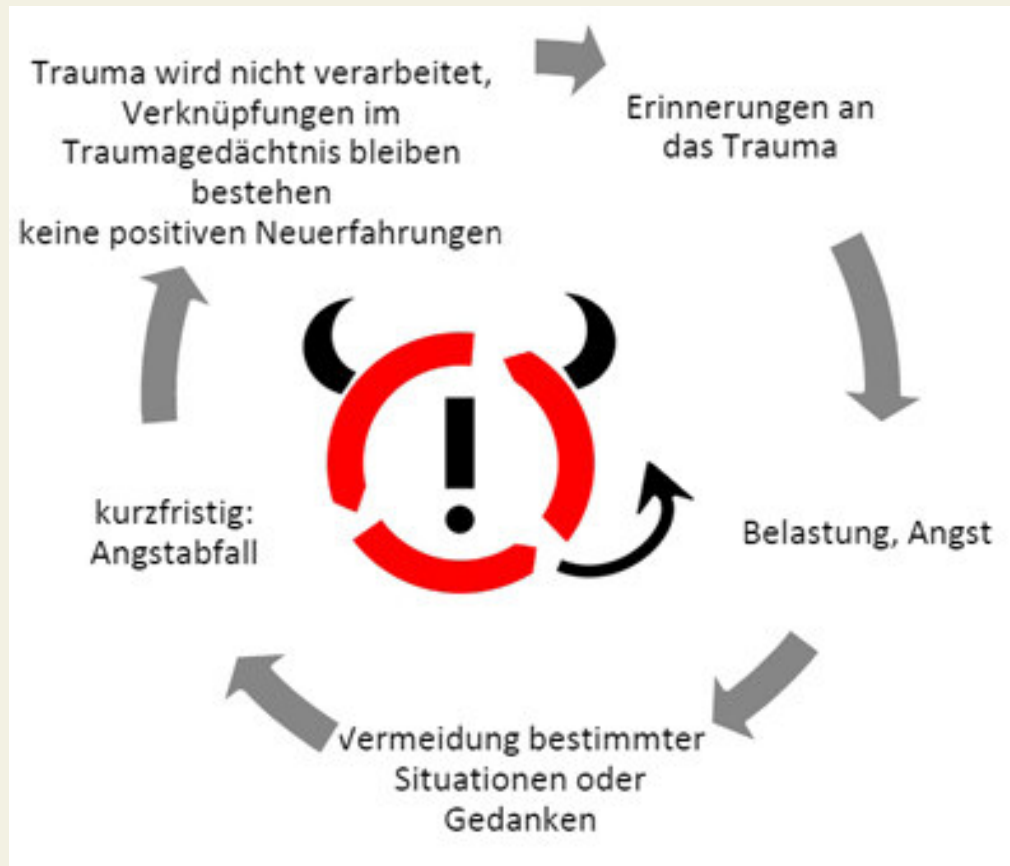 Trauma wird nicht verarbeitet,
Verknüpfungen im
Traumagedächtnis bleiben
bestehen
keine positiven Neuerfahrungen
Erinnerungen an
das Trauma
Belastung, Angst
Vermeidung bestimmter
Situationen oder
Gedanken
kurzfristig:
Angstabfall
!